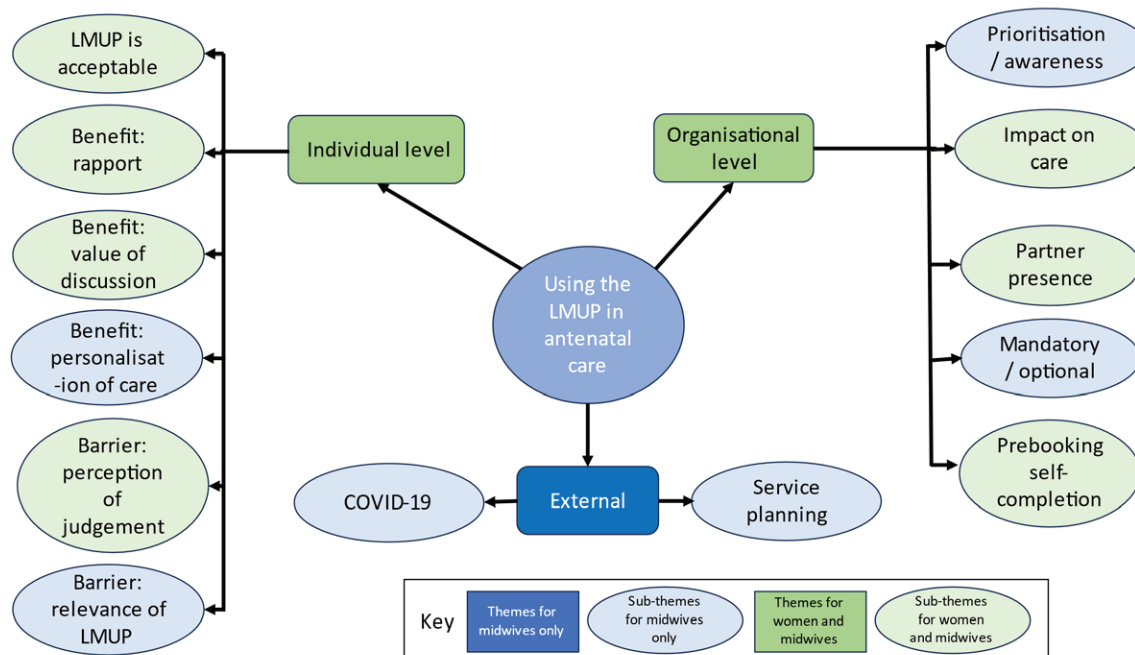 LMUP is
acceptable
Benefit:
rapport
Benefit:
value of
discussion
Benefit:
personalisat
-ion of care
Barrier:
perception
of
judgement
Barrier:
relevance of
LMUP
Individual level
Organisational
level
Using the
LMUP in
antenatal
care
External
COVID-19
Service
planning
Prioritisation
/ awareness
Impact on
care
Partner
presence
Mandatory
/ optional
Prebooking
self-
completion
Key
Themes for
midwives only
Sub-themes
for midwives
only
Themes for
women and
midwives
Sub-themes
for women
and midwives